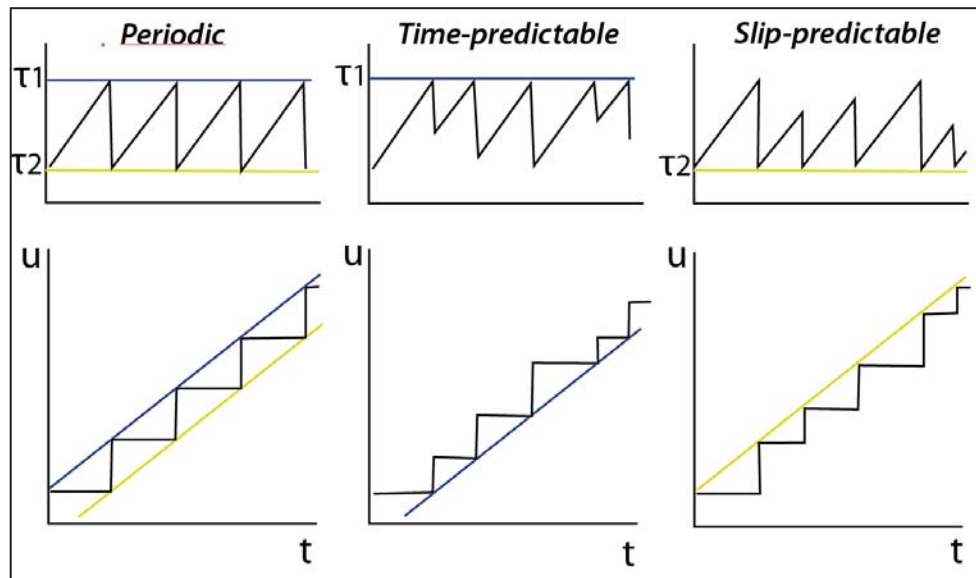 Periodic
Time-predictable
Slip-predictable
τ1
τ1
τ2
τ2
u
u
u
t
t
t